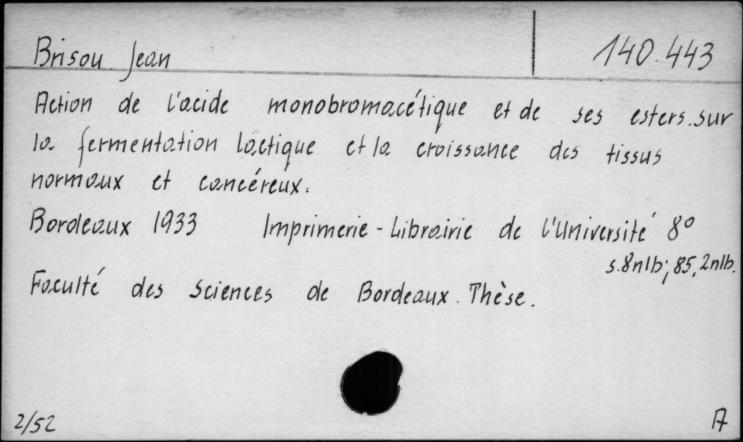 Brisou Jean 140.443
Action de l'acide monobromacétique et de ses esters sur
la fermentation lactique et la croissance des tissus
normaux et cancéreux.
Bordeaux 1933 Imprimerie-Librairie de l'Université 8°
s.8nlb; 85, 2nlb.
Faculté des Sciences de Bordeaux. Thèse.
2/52 A